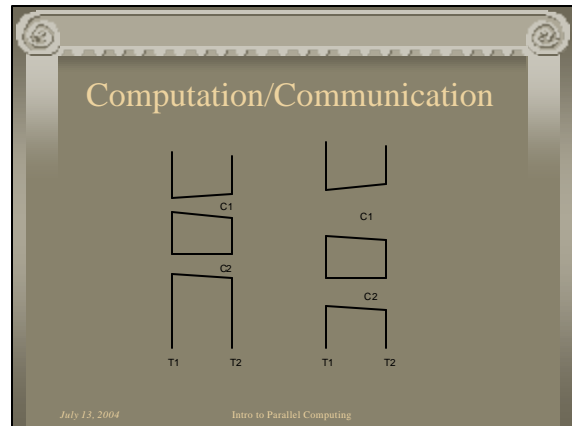 Computation/Communication
C1
C1
C2
C2
T1 T2 T1 T2
July 13, 2004 Intro to Parallel Computing